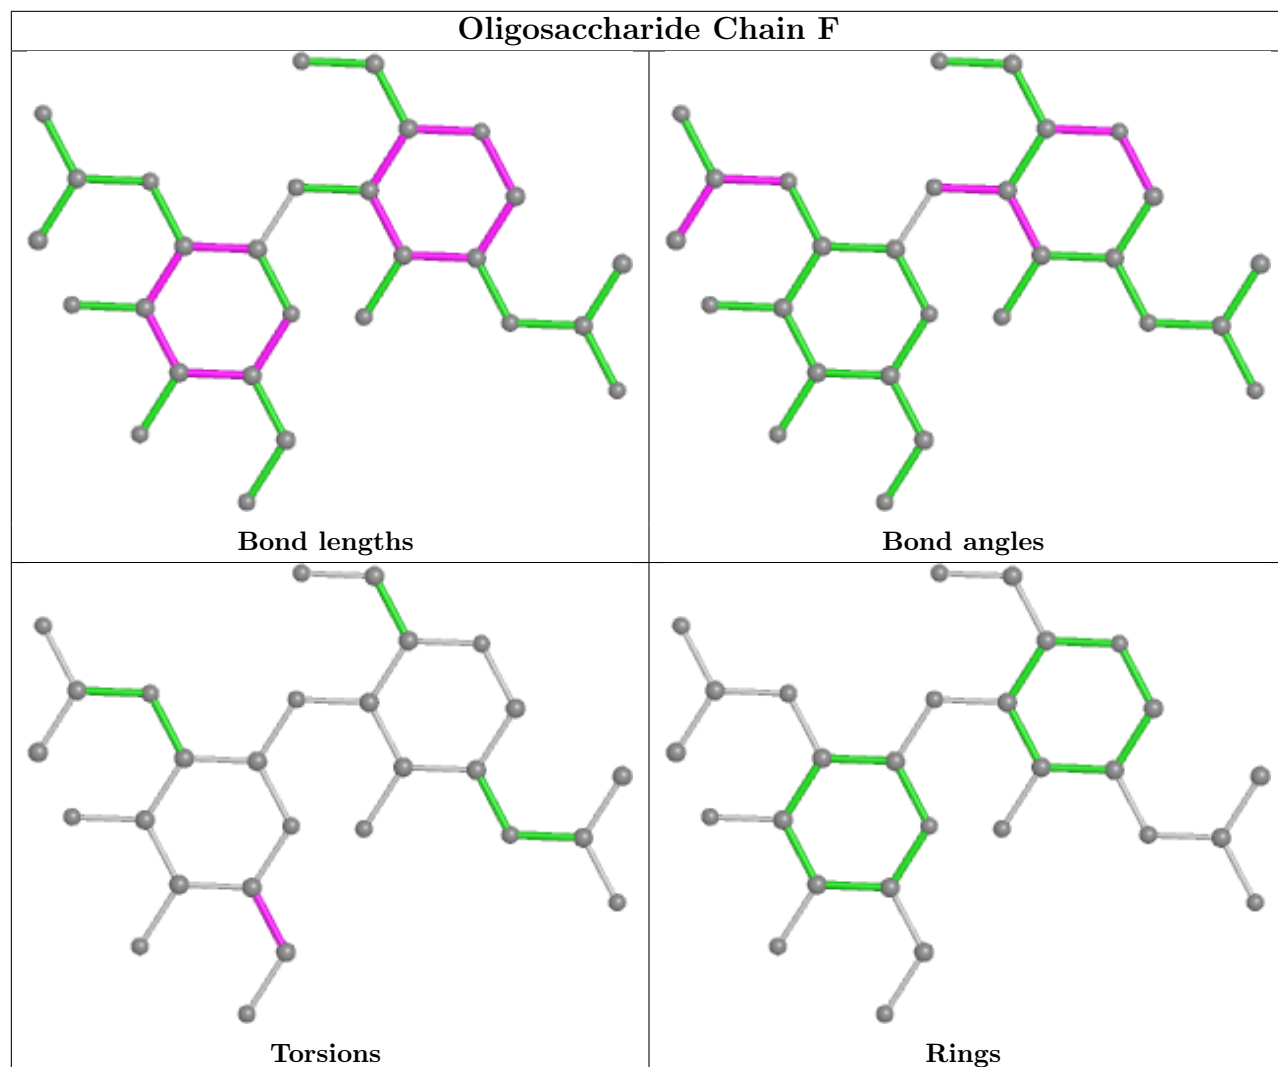 Oligosaccharide Chain F
Bond lengths
Bond angles
Torsions
Rings